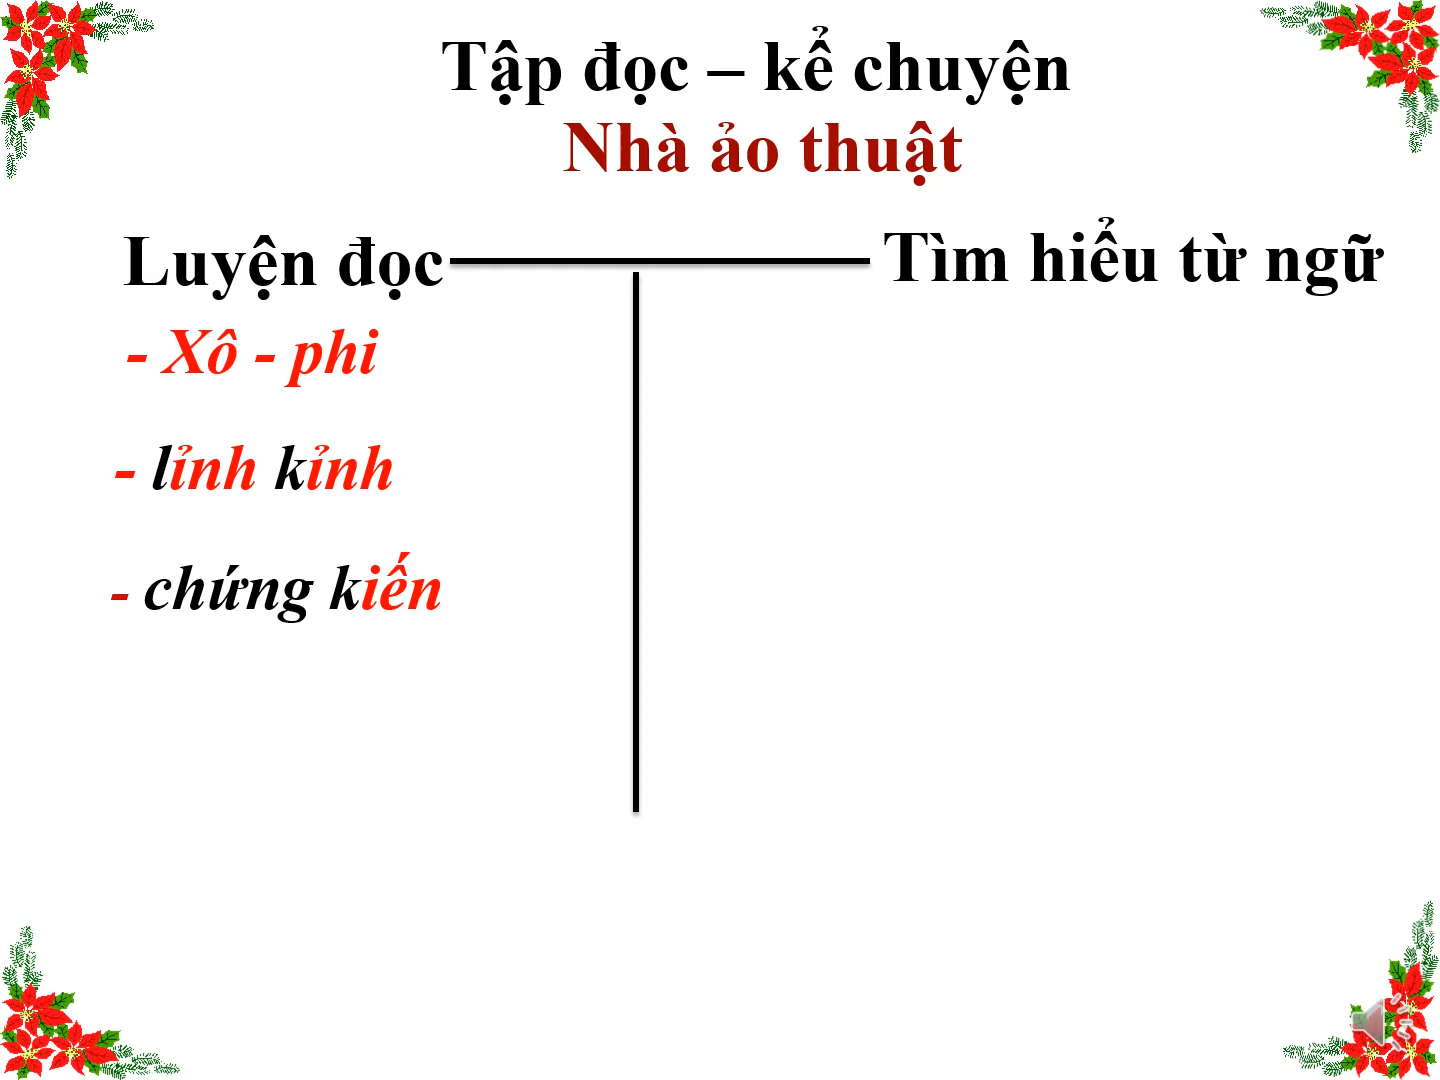 Tập đọc – kể chuyện
Nhà ảo thuật
Luyện đọc
Tìm hiểu từ ngữ
- Xô - phi
- lỉnh kỉnh
- chứng kiến